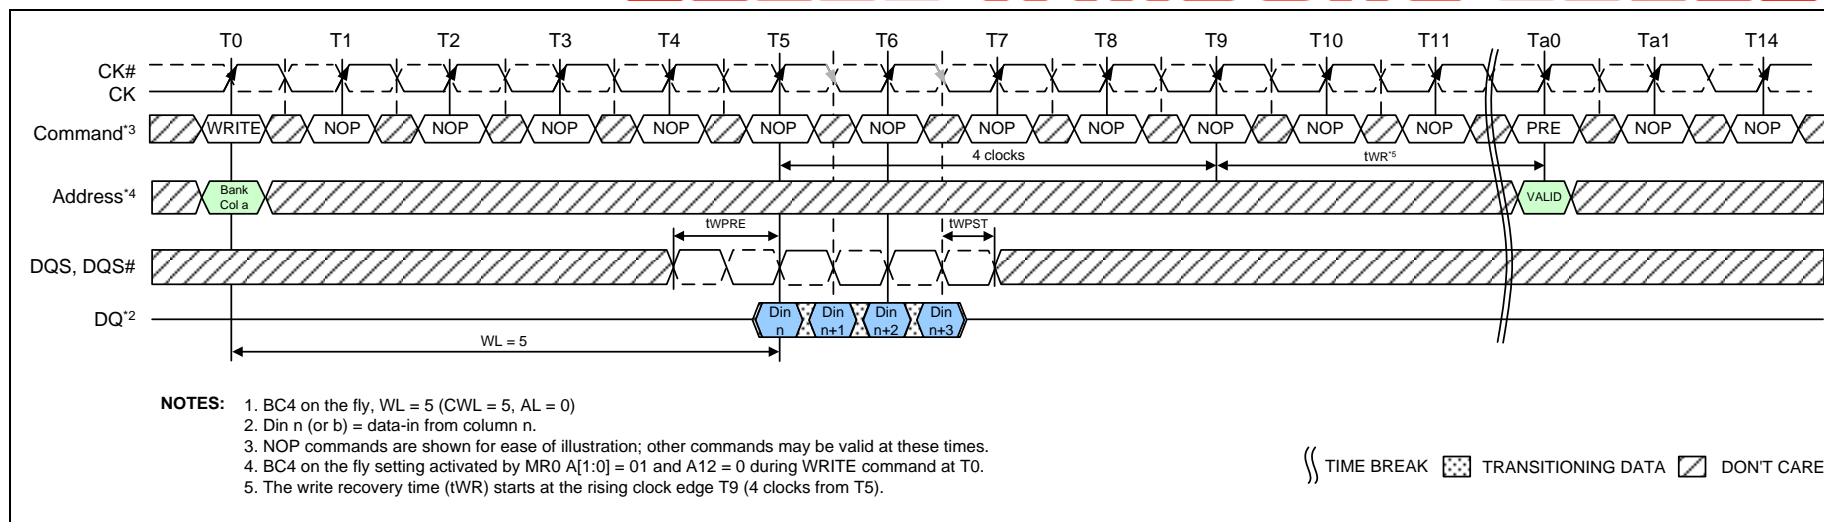 T0 T1 T2 T3 T4 T5 T6 T7 T8 T9 T10 T11 Ta0 Ta1 T14
CK#
CK
Command*3 WRITE NOP NOP NOP NOP NOP NOP NOP NOP NOP NOP NOP PRE NOP NOP
4 clocks tWR*5
Address*4 Bank Col a VALID
tWPRE tWPST
DQS, DQS#
DQ*2 Din n Din n+1 Din n+2 Din n+3
WL = 5
NOTES: 1. BC4 on the fly, WL = 5 (CWL = 5, AL = 0)
2. Din n (or b) = data-in from column n.
3. NOP commands are shown for ease of illustration; other commands may be valid at these times.
4. BC4 on the fly setting activated by MR0 A[1:0] = 01 and A12 = 0 during WRITE command at T0.
5. The write recovery time (tWR) starts at the rising clock edge T9 (4 clocks from T5).
TIME BREAK TRANSITIONING DATA DON'T CARE